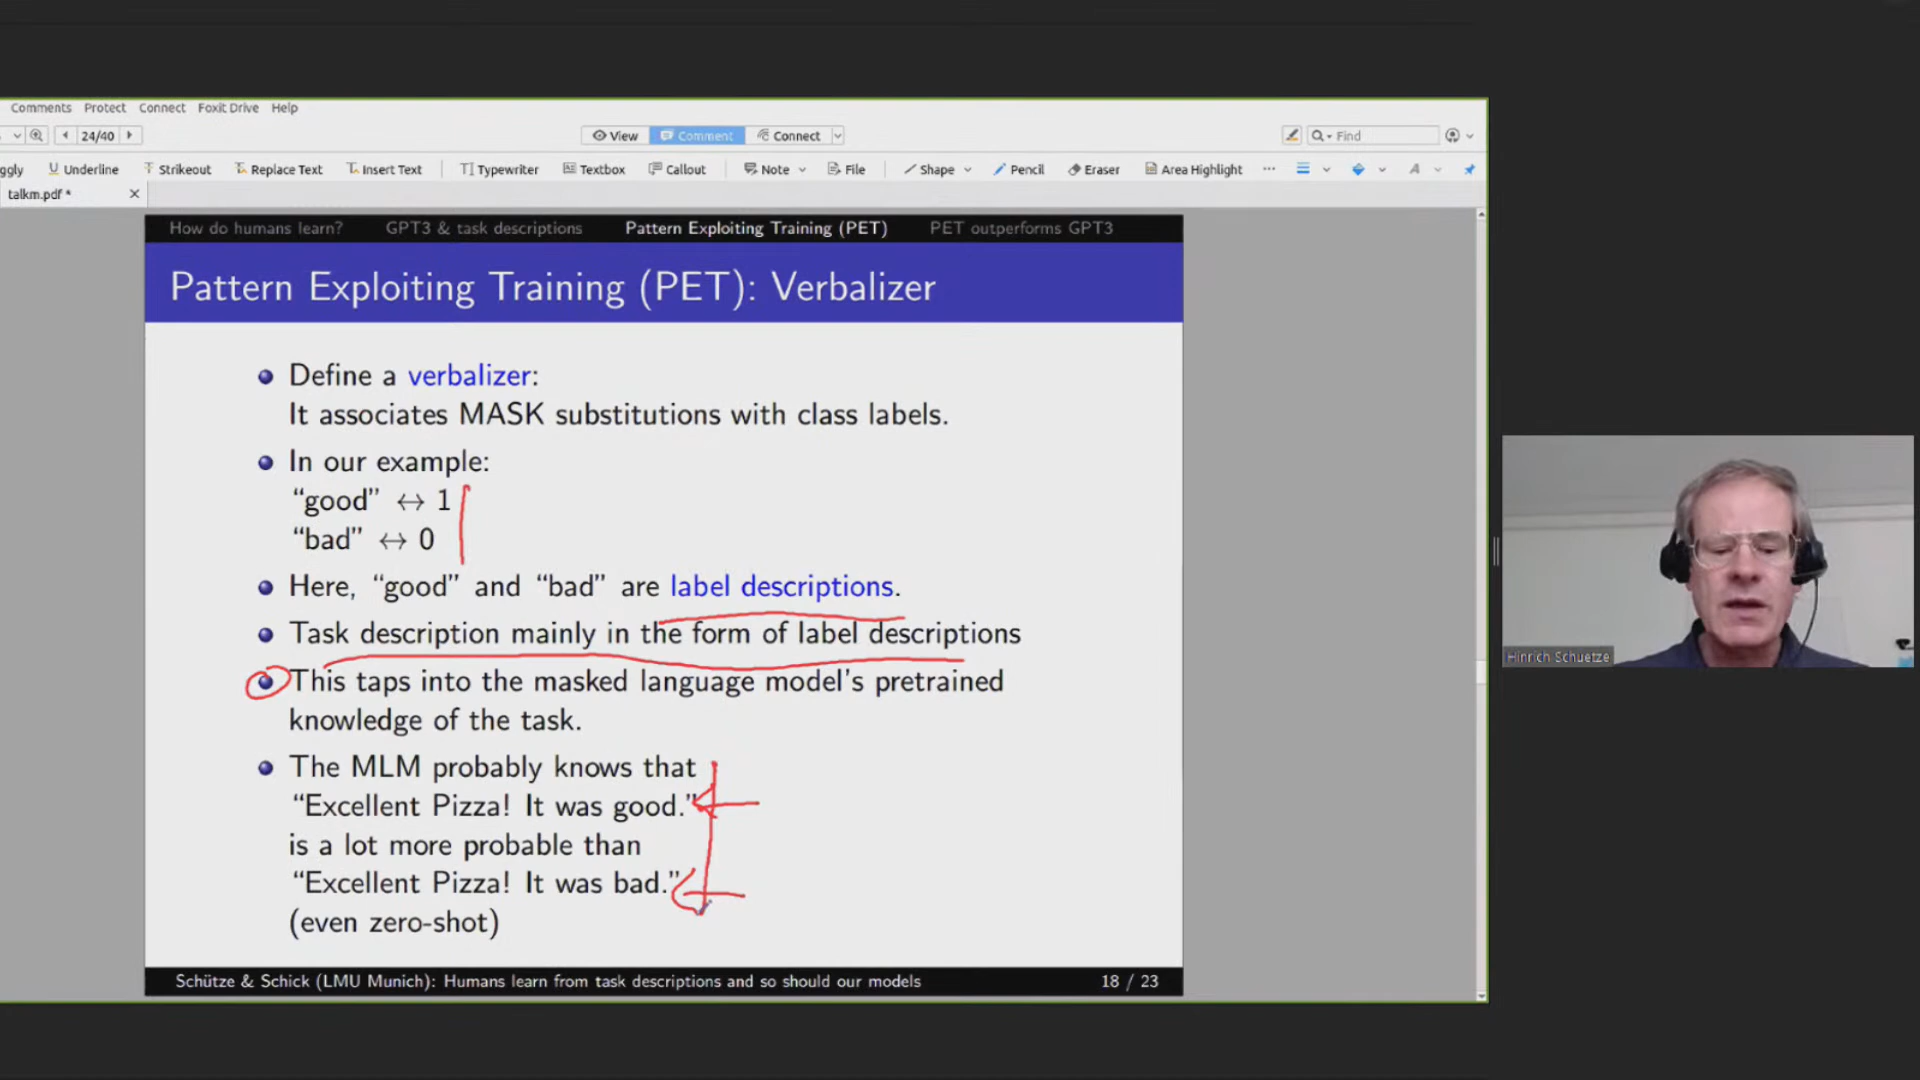 Comments Protect Connect Foxit Drive Help
24/40 View Comment Connect Find
ggly Underline Strikeout Replace Text Insert Text Typewriter Textbox Callout Note File Shape Pencil Eraser Area Highlight ... A
talkm.pdf *
How do humans learn? GPT3 & task descriptions Pattern Exploiting Training (PET) PET outperforms GPT3
Pattern Exploiting Training (PET): Verbalizer
Define a verbalizer:
It associates MASK substitutions with class labels.
In our example:
“good” ↔ 1
“bad” ↔ 0
Here, “good” and “bad” are label descriptions.
Task description mainly in the form of label descriptions
This taps into the masked language model's pretrained
knowledge of the task.
The MLM probably knows that
“Excellent Pizza! It was good.”
is a lot more probable than
“Excellent Pizza! It was bad.”
(even zero-shot)
Schütze & Schick (LMU Munich): Humans learn from task descriptions and so should our models 18 / 23
Hinrich Schuetze